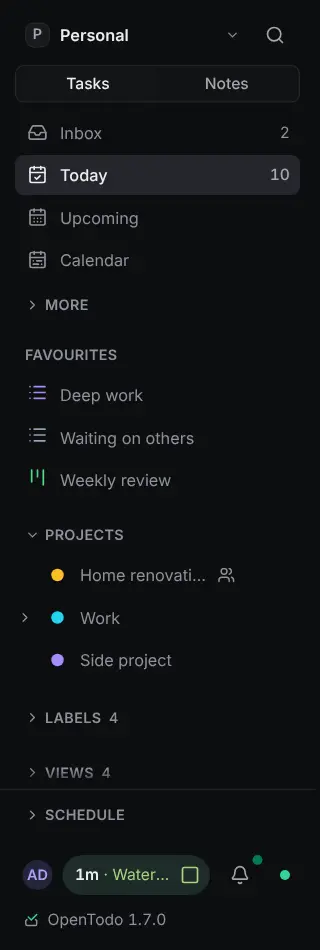 P Personal
Tasks Notes
Inbox 2
Today 10
Upcoming
Calendar
MORE
FAVOURITES
Deep work
Waiting on others
Weekly review
PROJECTS
Home renovati...
Work
Side project
LABELS 4
VIEWS 4
SCHEDULE
AD 1m · Water...
OpenTodo 1.7.0